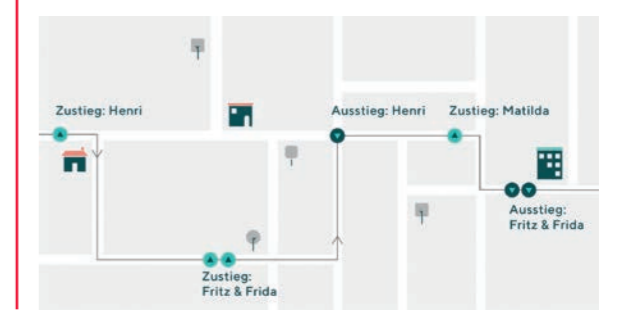 Zustieg: Henri
Ausstieg: Henri
Zustieg: Matilda
Ausstieg:
Fritz & Frida
Zustieg:
Fritz & Frida